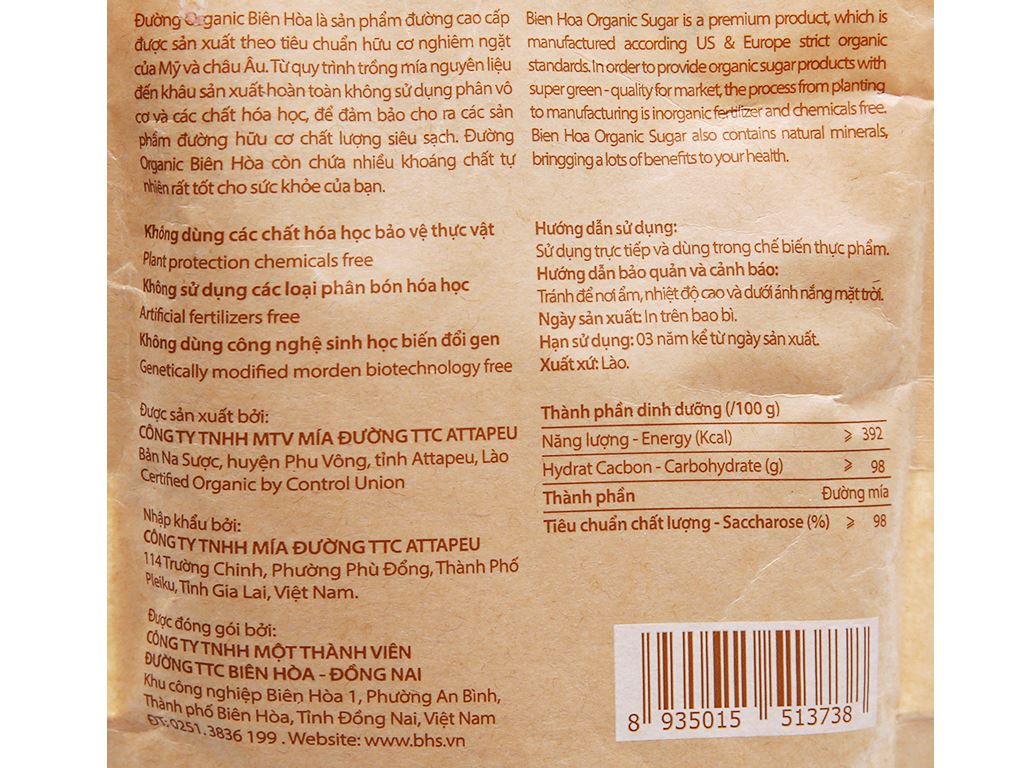 Đường Organic Biên Hòa là sản phẩm đường cao cấp
được sản xuất theo tiêu chuẩn hữu cơ nghiêm ngặt
của Mỹ và châu Âu. Từ quy trình trồng mía nguyên liệu
đến khâu sản xuất hoàn toàn không sử dụng phân vô
cơ và các chất hóa học, để đảm bảo cho ra các sản
phẩm đường hữu cơ chất lượng siêu sạch. Đường
Organic Biên Hòa còn chứa nhiều khoáng chất tự
nhiên rất tốt cho sức khỏe của bạn.
Bien Hoa Organic Sugar is a premium product, which is
manufactured according US & Europe strict organic
standards. In order to provide organic sugar products with
super green - quality for market, the process from planting
to manufacturing is inorganic fertilizer and chemicals free.
Bien Hoa Organic Sugar also contains natural minerals,
bringging a lots of benefits to your health.
Không dùng các chất hóa học bảo vệ thực vật
Plant protection chemicals free
Không sử dụng các loại phân bón hóa học
Artificial fertilizers free
Không dùng công nghệ sinh học biến đổi gen
Genetically modified morden biotechnology free
Hướng dẫn sử dụng:
Sử dụng trực tiếp và dùng trong chế biến thực phẩm.
Hướng dẫn bảo quản và cảnh báo:
Tránh để nơi ẩm, nhiệt độ cao và dưới ánh nắng mặt trời.
Ngày sản xuất: In trên bao bì.
Hạn sử dụng: 03 năm kể từ ngày sản xuất.
Xuất xứ: Lào.
Được sản xuất bởi:
CÔNG TY TNHH MTV MÍA ĐƯỜNG TTC ATTAPEU
Bản Na Sược, huyện Phu Vông, tỉnh Attapeu, Lào
Certified Organic by Control Union
Nhập khẩu bởi:
CÔNG TY TNHH MÍA ĐƯỜNG TTC ATTAPEU
114 Trường Chinh, Phường Phù Đổng, Thành Phố
Pleiku, Tỉnh Gia Lai, Việt Nam.
Được đóng gói bởi:
CÔNG TY TNHH MỘT THÀNH VIÊN
ĐƯỜNG TTC BIÊN HÒA - ĐỒNG NAI
Khu công nghiệp Biên Hòa 1, Phường An Bình,
Thành phố Biên Hòa, Tỉnh Đồng Nai, Việt Nam
ĐT: 0251. 3836 199 . Website: www.bhs.vn
Thành phần dinh dưỡng (/100 g)
Năng lượng - Energy (Kcal) ⩾ 392
Hydrat Cacbon - Carbohydrate (g) ⩾ 98
Thành phần Đường mía
Tiêu chuẩn chất lượng - Saccharose (%) ⩾ 98
8 935015 513738